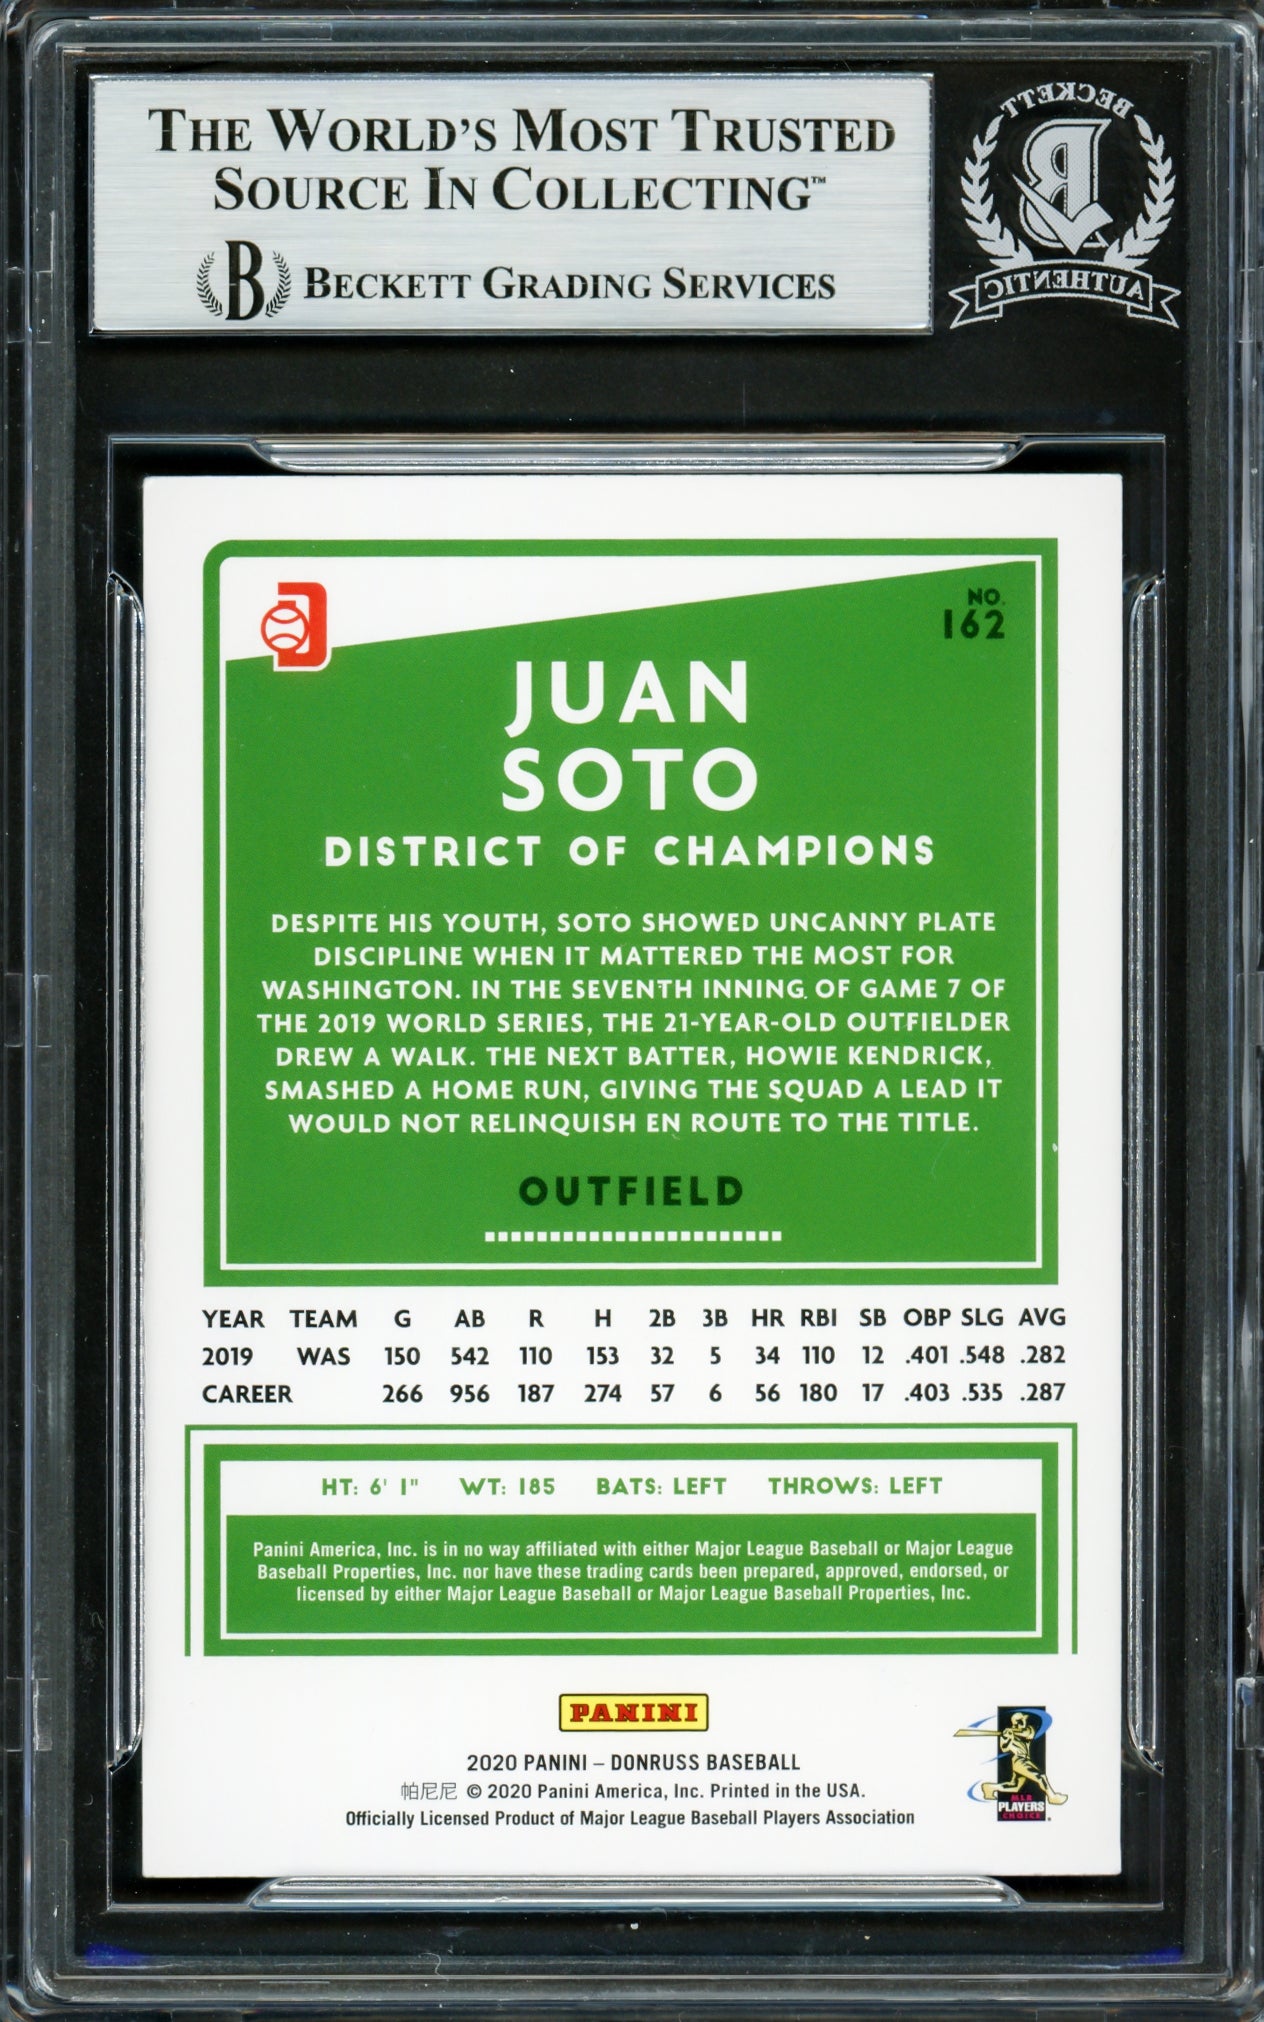 THE WORLD'S MOST TRUSTED
SOURCE IN COLLECTING™
B BECKETT GRADING SERVICES
BECKETT
B
AUTHENTIC
D
NO.
162
JUAN
SOTO
DISTRICT OF CHAMPIONS
DESPITE HIS YOUTH, SOTO SHOWED UNCANNY PLATE
DISCIPLINE WHEN IT MATTERED THE MOST FOR
WASHINGTON. IN THE SEVENTH INNING OF GAME 7 OF
THE 2019 WORLD SERIES, THE 21-YEAR-OLD OUTFIELDER
DREW A WALK. THE NEXT BATTER, HOWIE KENDRICK,
SMASHED A HOME RUN, GIVING THE SQUAD A LEAD IT
WOULD NOT RELINQUISH EN ROUTE TO THE TITLE.
OUTFIELD
YEAR TEAM G AB R H 2B 3B HR RBI SB OBP SLG AVG
2019 WAS 150 542 110 153 32 5 34 110 12 .401 .548 .282
CAREER 266 956 187 274 57 6 56 180 17 .403 .535 .287
HT: 6' 1" WT: 185 BATS: LEFT THROWS: LEFT
Panini America, Inc. is in no way affiliated with either Major League Baseball or Major League
Baseball Properties, Inc. nor have these trading cards been prepared, approved, endorsed, or
licensed by either Major League Baseball or Major League Baseball Properties, Inc.
PANINI
2020 PANINI – DONRUSS BASEBALL
帕尼尼 © 2020 Panini America, Inc. Printed in the USA.
Officially Licensed Product of Major League Baseball Players Association
MLB
PLAYERS
CHOICE